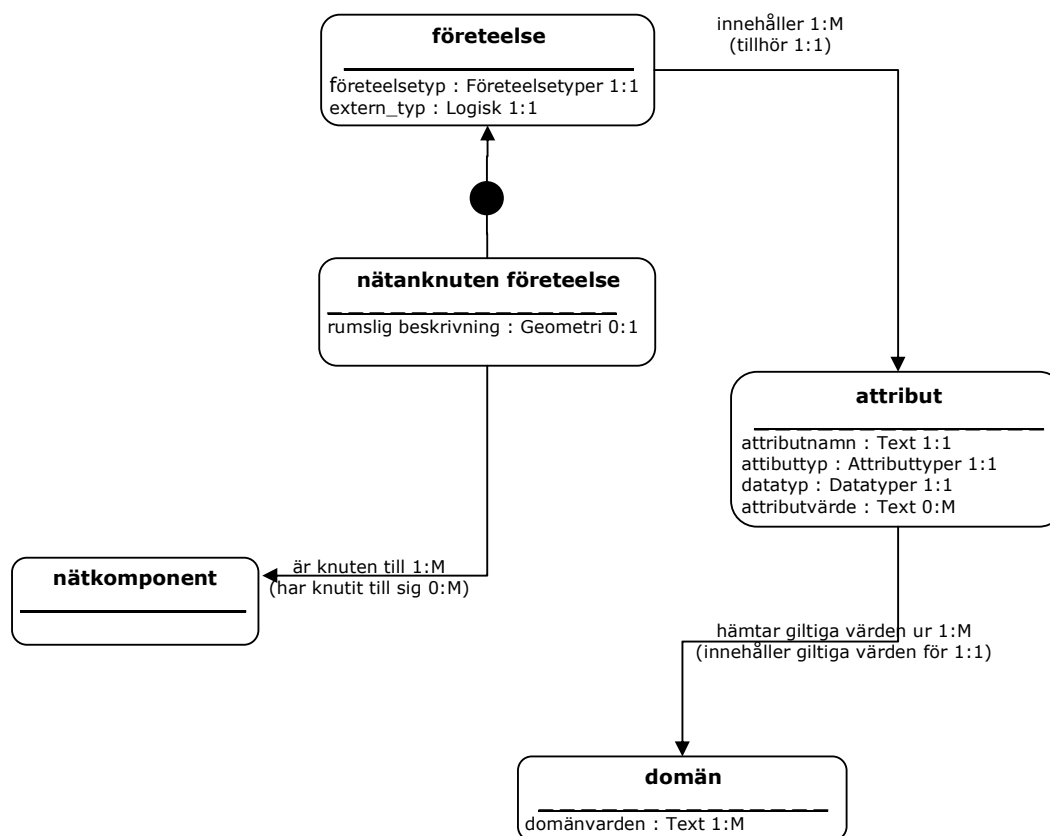 företeelse
företeelsetyp : Företeelsetyper 1:1
extern_typ : Logisk 1:1
innehåller 1:M
(tillhör 1:1)
nätanknuten företeelse
rumslig beskrivning : Geometri 0:1
attribut
attributnamn : Text 1:1
attibuttyp : Attributtyper 1:1
datatyp : Datatyper 1:1
attributvärde : Text 0:M
nätkomponent
är knuten till 1:M
(har knutit till sig 0:M)
hämtar giltiga värden ur 1:M
(innehåller giltiga värden för 1:1)
domän
domänvarden : Text 1:M